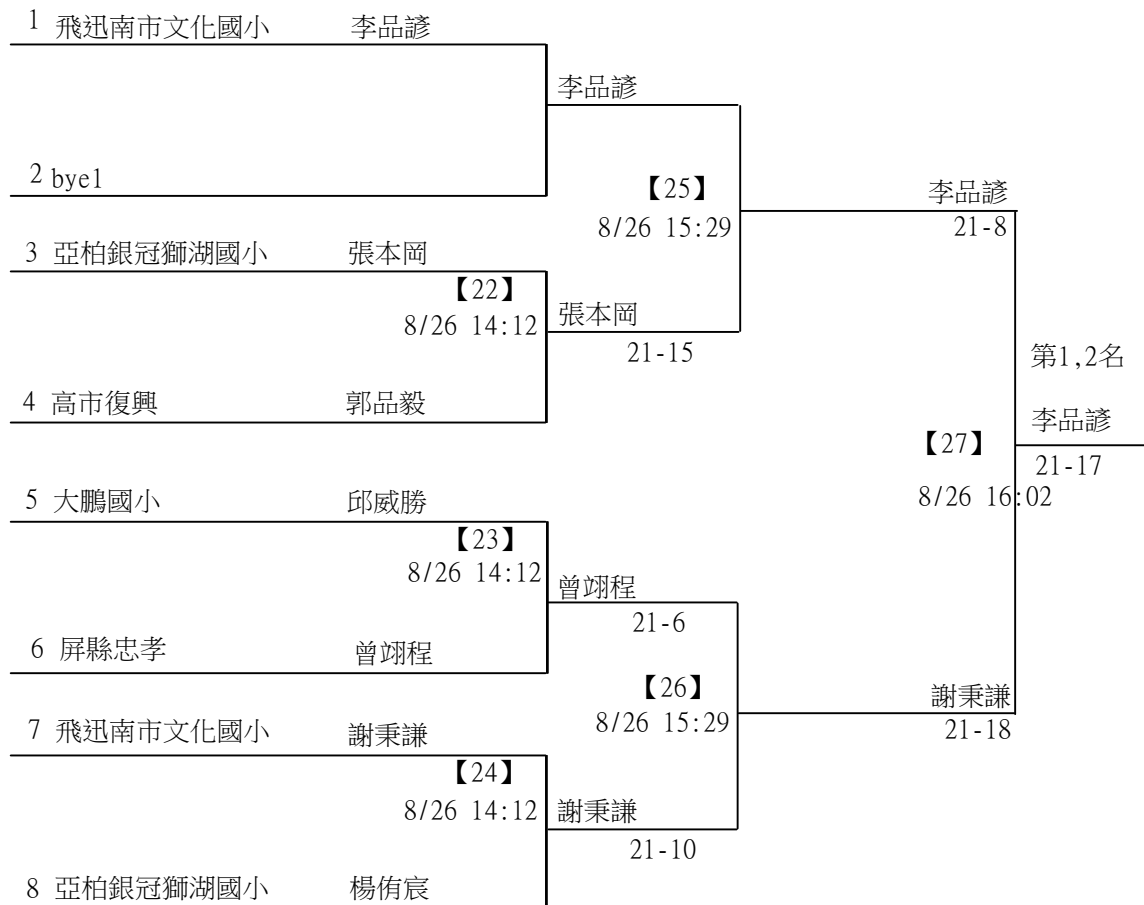 1 飛迅南市文化國小 李品諺
李品諺
2 bye1
【25】
李品諺
8/26 15:29
21-8
3 亞柏銀冠獅湖國小 張本岡
【22】
8/26 14:12
張本岡
21-15
第1,2名
4 高市復興 郭品毅
李品諺
【27】
21-17
8/26 16:02
5 大鵬國小 邱威勝
【23】
8/26 14:12
曾翊程
21-6
6 屏縣忠孝 曾翊程
【26】
謝秉謙
8/26 15:29
21-18
7 飛迅南市文化國小 謝秉謙
【24】
8/26 14:12
謝秉謙
21-10
8 亞柏銀冠獅湖國小 楊侑宸